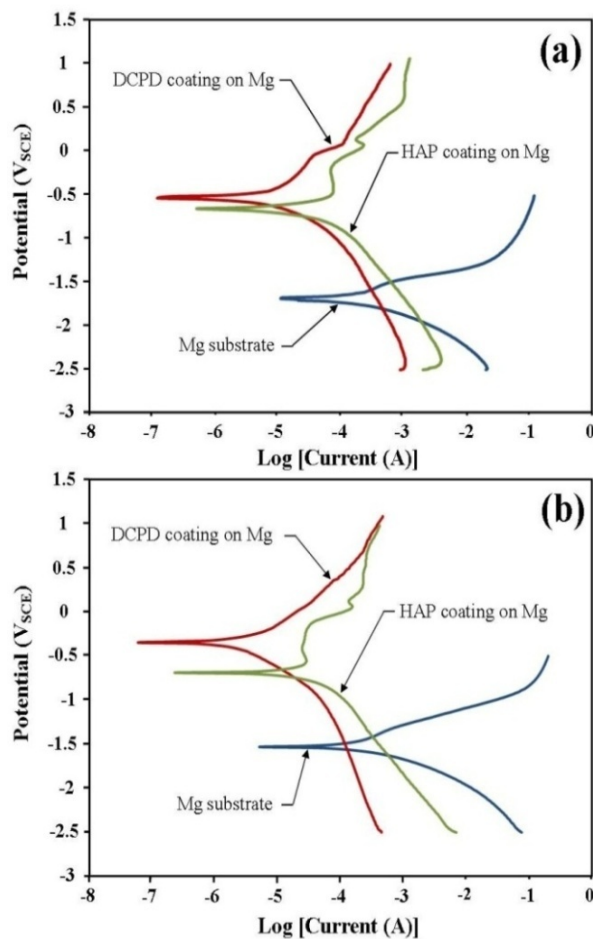 (a)
1.5
1
0.5
0
-0.5
-1
-1.5
-2
-2.5
-3
Potential (V_SCE)
DCPD coating on Mg
HAP coating on Mg
Mg substrate
-8 -7 -6 -5 -4 -3 -2 -1 0
Log [Current (A)]
(b)
1.5
1
0.5
0
-0.5
-1
-1.5
-2
-2.5
-3
Potential (V_SCE)
DCPD coating on Mg
HAP coating on Mg
Mg substrate
-8 -7 -6 -5 -4 -3 -2 -1 0
Log [Current (A)]